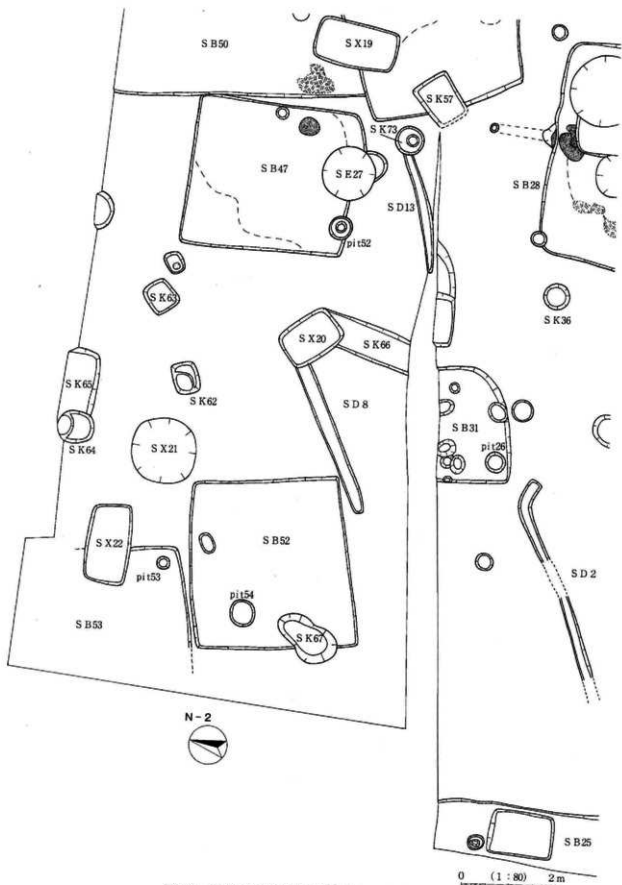 SB50
SX19
SK57
SK73
SB47
SE27
SD13
SB28
pit52
SK63
SK36
SX20
SK66
SK65
SK62
SD8
SB31
SK64
SX21
pit26
SX22
SB52
pit53
SD2
pit54
SB53
SK67
N-2
SB25
0 (1:80) 2m